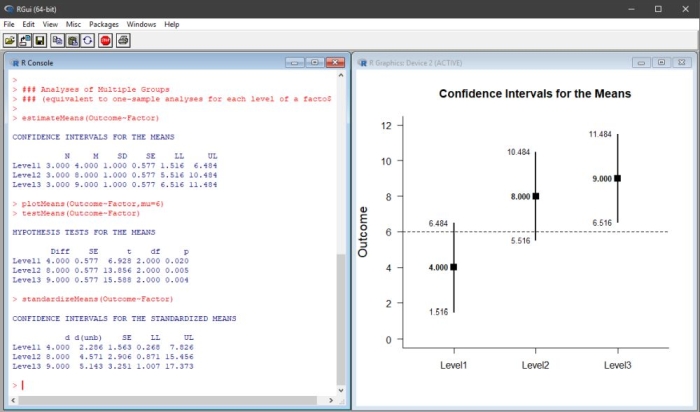 RGui (64-bit)
File Edit View Misc Packages Windows Help
STOP
R Console
>
> ### Analyses of Multiple Groups
> ### (equivalent to one-sample analyses for each level of a facto$
>
> estimateMeans(Outcome~Factor)
CONFIDENCE INTERVALS FOR THE MEANS
N M SD SE LL UL
Level1 3.000 4.000 1.000 0.577 1.516 6.484
Level2 3.000 8.000 1.000 0.577 5.516 10.484
Level3 3.000 9.000 1.000 0.577 6.516 11.484
> plotMeans(Outcome~Factor,mu=6)
> testMeans(Outcome~Factor)
HYPOTHESIS TESTS FOR THE MEANS
Diff SE t df p
Level1 4.000 0.577 6.928 2.000 0.020
Level2 8.000 0.577 13.856 2.000 0.005
Level3 9.000 0.577 15.588 2.000 0.004
> standardizeMeans(Outcome~Factor)
CONFIDENCE INTERVALS FOR THE STANDARDIZED MEANS
d d(unb) SE LL UL
Level1 4.000 2.286 1.563 0.268 7.826
Level2 8.000 4.571 2.906 0.871 15.456
Level3 9.000 5.143 3.251 1.007 17.373
>
R Graphics: Device 2 (ACTIVE)
Confidence Intervals for the Means
Outcome
12
10
8
6
4
2
0
6.484
4.000
1.516
10.484
8.000
5.516
11.484
9.000
6.516
Level1 Level2 Level3